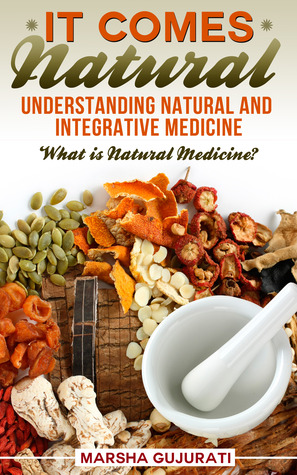 *IT COMES*
Natural
UNDERSTANDING NATURAL AND
INTEGRATIVE MEDICINE
What is Natural Medicine?
MARSHA GUJURATI